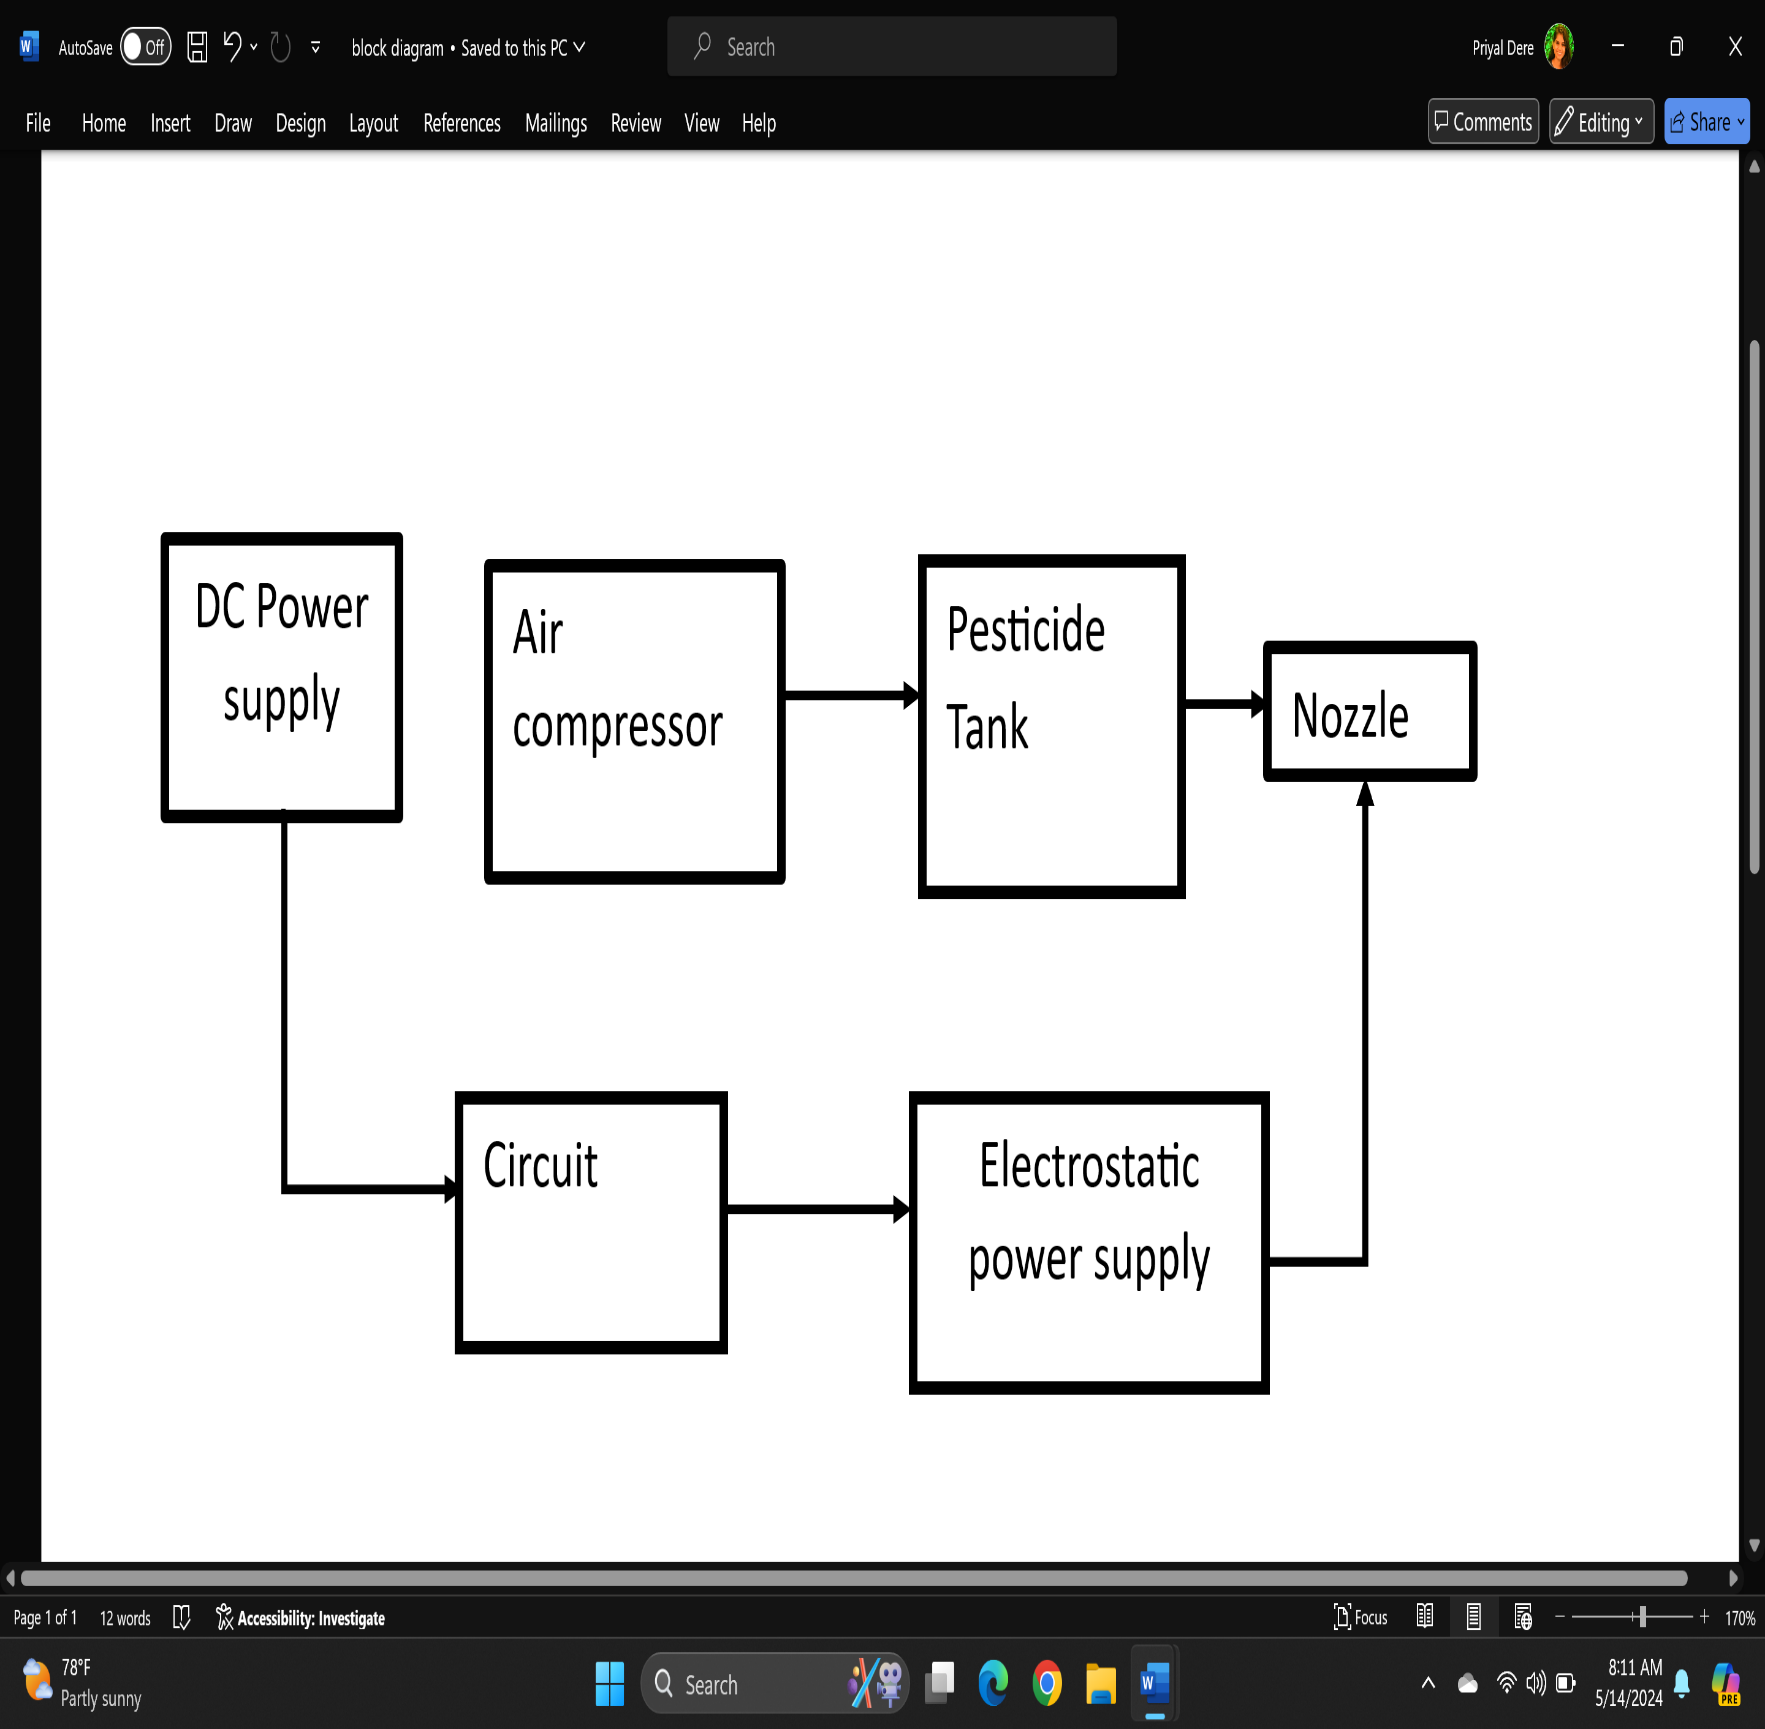 AutoSave Off block diagram • Saved to this PC Search Priyal Dere
File Home Insert Draw Design Layout References Mailings Review View Help Comments Editing Share
DC Power
supply
Air
compressor
Pesticide
Tank
Nozzle
Circuit
Electrostatic
power supply
Page 1 of 1 12 words Accessibility: Investigate Focus 170%
78°F
Partly sunny
Search
8:11 AM
5/14/2024
PRE